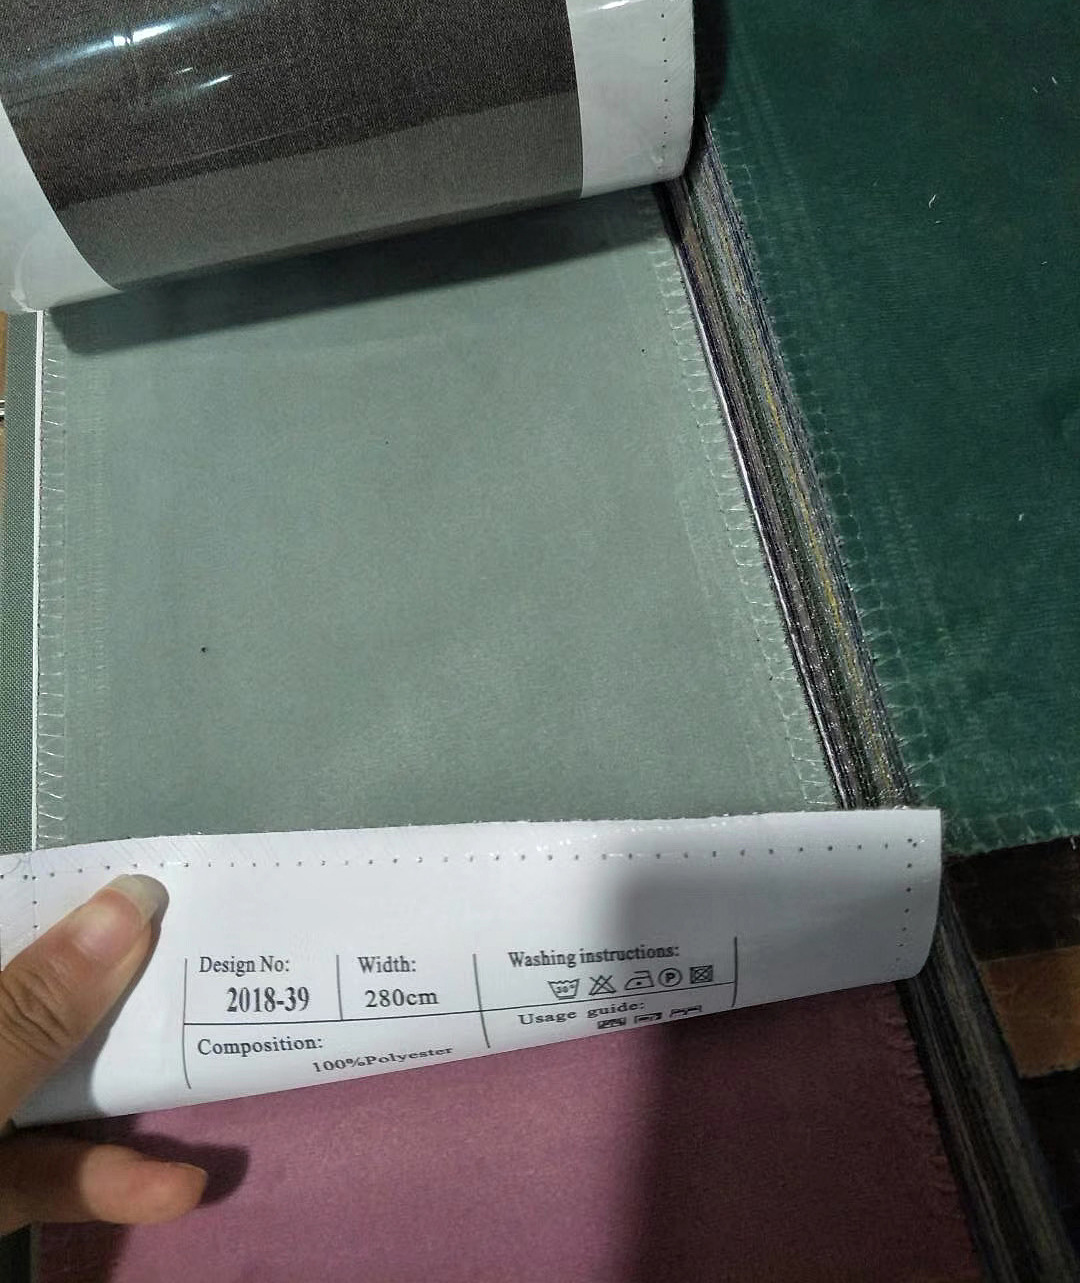 Design No:
2018-39
Width:
280cm
Washing instructions:
P
Usage guide:
Composition:
100%Polyester